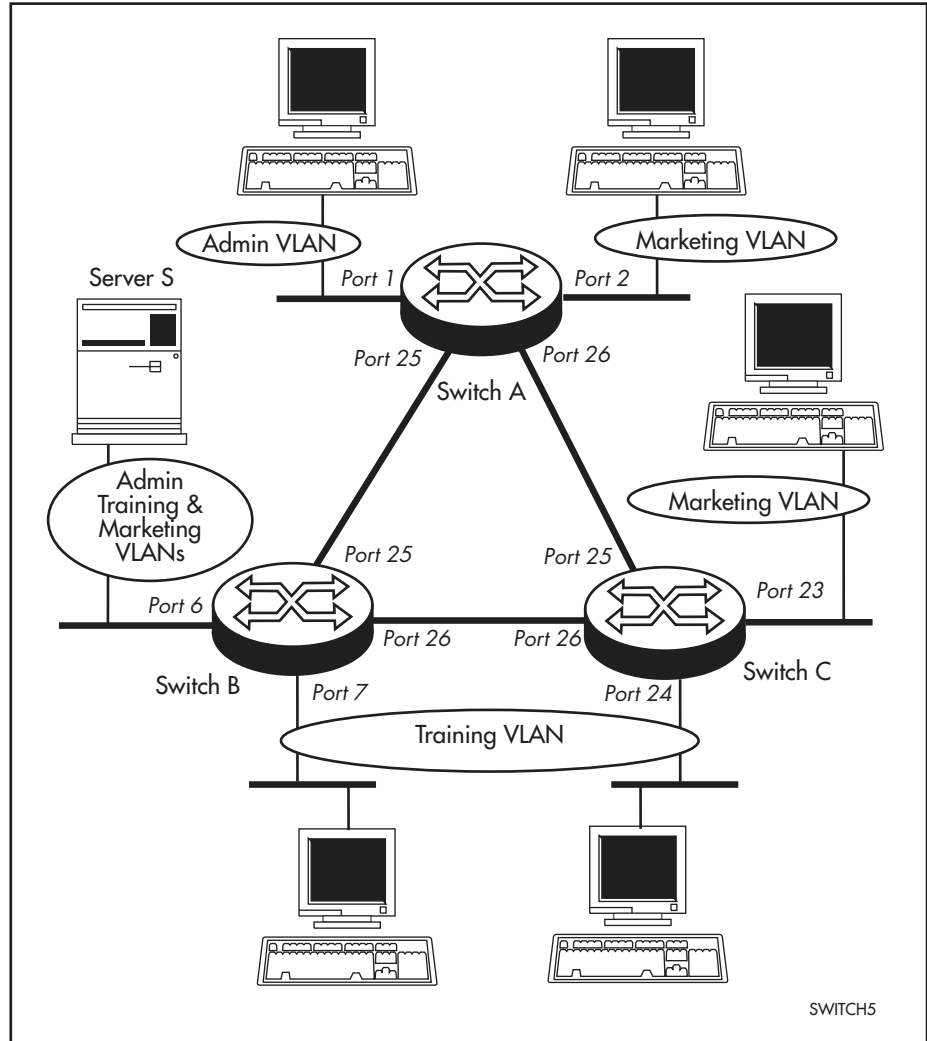 Admin VLAN
Marketing VLAN
Server S
Port 1
Port 2
Port 25
Port 26
Switch A
Admin
Training &
Marketing
VLANs
Marketing VLAN
Port 25
Port 25
Port 6
Port 23
Port 26
Port 26
Switch B
Switch C
Port 7
Port 24
Training VLAN
SWITCH5